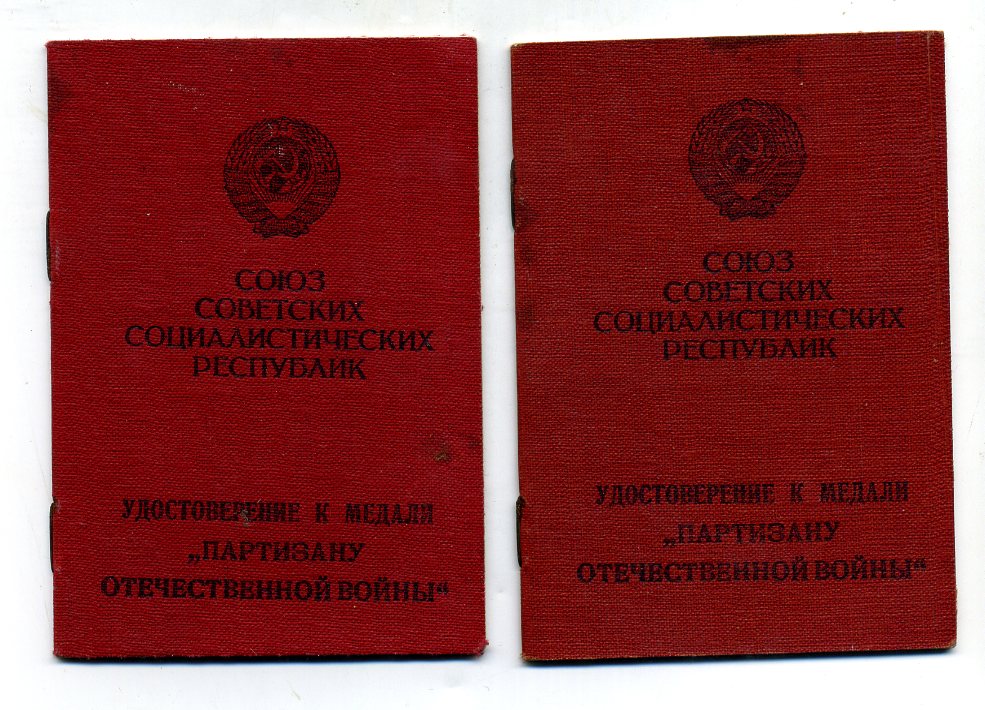 СОЮЗ
СОВЕТСКИХ
СОЦИАЛИСТИЧЕСКИХ
РЕСПУБЛИК
УДОСТОВЕРЕНИЕ К МЕДАЛИ
„ПАРТИЗАНУ
ОТЕЧЕСТВЕННОЙ ВОЙНЫ“
СОЮЗ
СОВЕТСКИХ
СОЦИАЛИСТИЧЕСКИХ
РЕСПУБЛИК
УДОСТОВЕРЕНИЕ К МЕДАЛИ
„ПАРТИЗАНУ
ОТЕЧЕСТВЕННОЙ ВОЙНЫ“